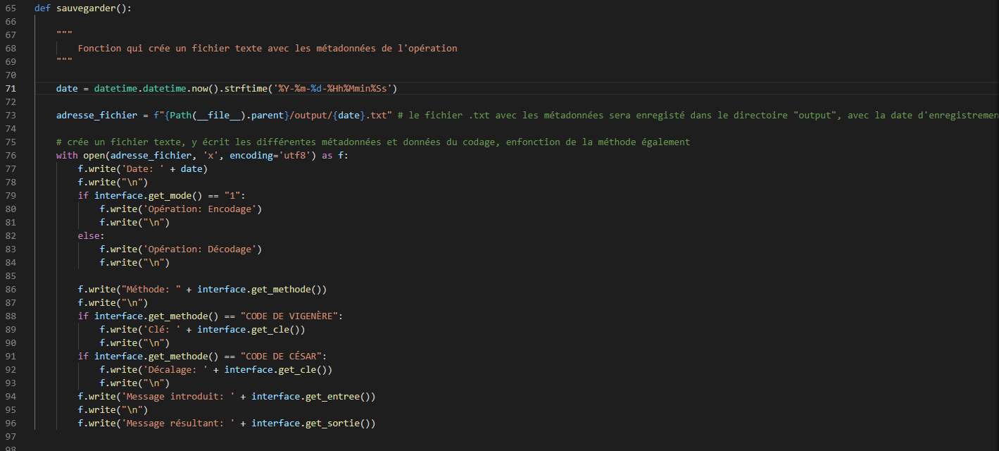 65 def sauvegarder():
66
67 """
68 Fonction qui crée un fichier texte avec les métadonnées de l'opération
69 """
70
71 date = datetime.datetime.now().strftime('%Y-%m-%d-%Hh%Mmin%Ss')
72
73 adresse_fichier = f"{Path(__file__).parent}/output/{date}.txt" # le fichier .txt avec les métadonnées sera enregisté dans le directoire "output", avec la date d'enregistremen
74
75 # crée un fichier texte, y écrit les différentes métadonnées et données du codage, enfonction de la méthode également
76 with open(adresse_fichier, 'x', encoding='utf8') as f:
77 f.write('Date: ' + date)
78 f.write("\n")
79 if interface.get_mode() == "1":
80 f.write('Opération: Encodage')
81 f.write("\n")
82 else:
83 f.write('Opération: Décodage')
84 f.write("\n")
85
86 f.write("Méthode: " + interface.get_methode())
87 f.write("\n")
88 if interface.get_methode() == "CODE DE VIGENÈRE":
89 f.write('Clé: ' + interface.get_cle())
90 f.write("\n")
91 if interface.get_methode() == "CODE DE CÉSAR":
92 f.write('Décalage: ' + interface.get_cle())
93 f.write("\n")
94 f.write('Message introduit: ' + interface.get_entree())
95 f.write("\n")
96 f.write('Message résultant: ' + interface.get_sortie())
97
98